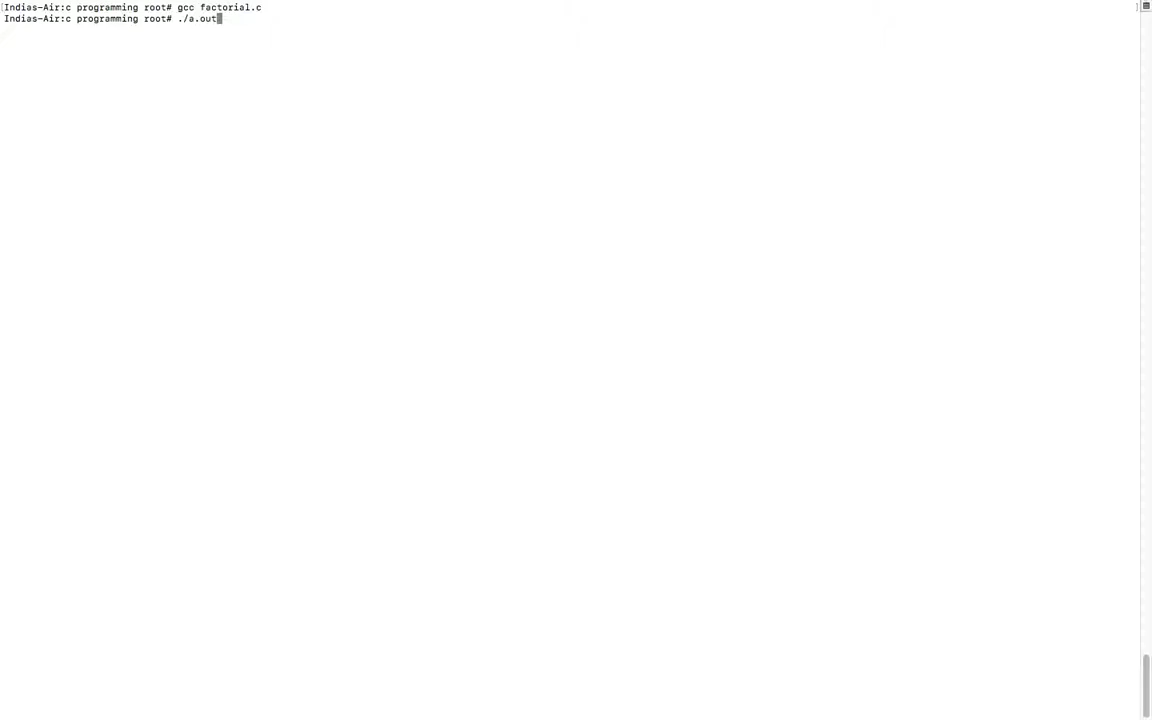 [Indias-Air:c programming root# gcc factorial.c ]
Indias-Air:c programming root# ./a.out